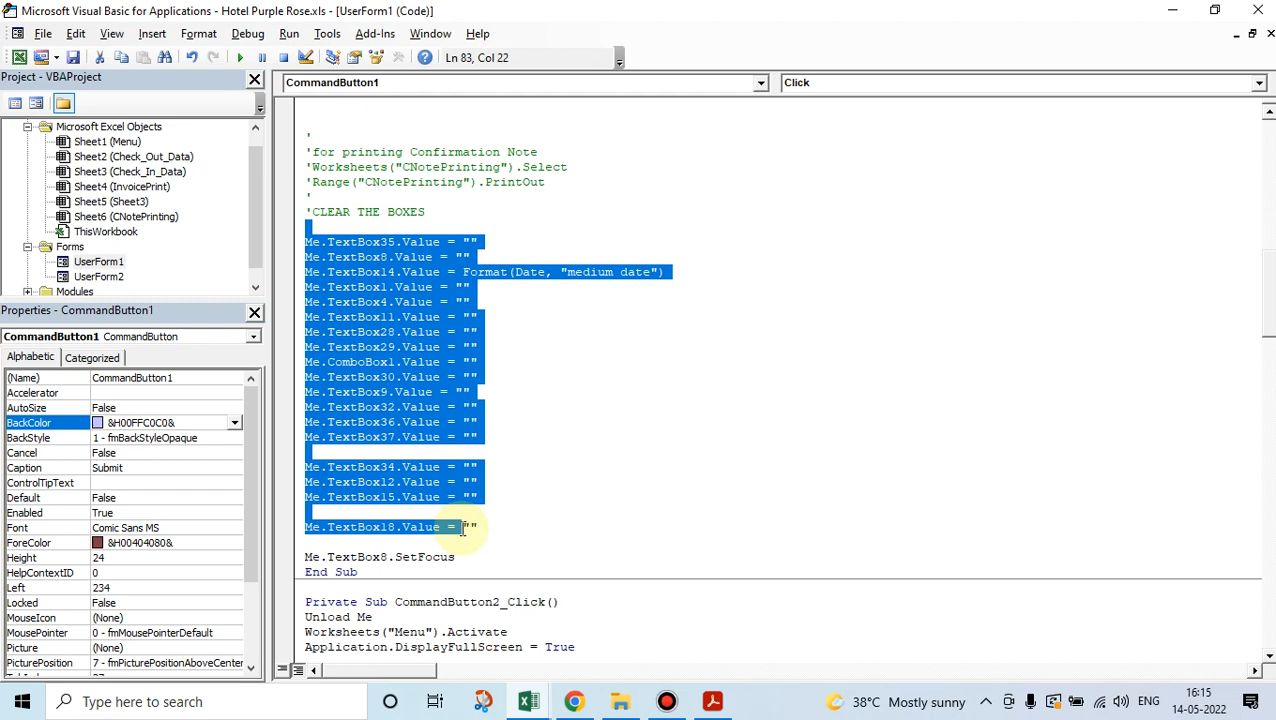 Microsoft Visual Basic for Applications - Hotel Purple Rose.xls - [UserForm1 (Code)]
File Edit View Insert Format Debug Run Tools Add-Ins Window Help
Ln 83, Col 22
Project - VBAProject
CommandButton1
Click
Microsoft Excel Objects
Sheet1 (Menu)
Sheet2 (Check_Out_Data)
Sheet3 (Check_In_Data)
Sheet4 (InvoicePrint)
Sheet5 (Sheet3)
Sheet6 (CNotePrinting)
ThisWorkbook
Forms
UserForm1
UserForm2
Modules
Properties - CommandButton1
CommandButton1 CommandButton
Alphabetic Categorized
(Name) CommandButton1
Accelerator
AutoSize False
BackColor &H00FFC0C0&
BackStyle 1 - fmBackStyleOpaque
Cancel False
Caption Submit
ControlTipText
Default False
Enabled True
Font Comic Sans MS
ForeColor &H00404080&
Height 24
HelpContextID 0
Left 234
Locked False
MouseIcon (None)
MousePointer 0 - fmMousePointerDefault
Picture (None)
PicturePosition 7 - fmPicturePositionAboveCenter
'
'for printing Confirmation Note
'Worksheets("CNotePrinting").Select
'Range("CNotePrinting").PrintOut
'
'CLEAR THE BOXES
Me.TextBox35.Value = ""
Me.TextBox8.Value = ""
Me.TextBox14.Value = Format(Date, "medium date")
Me.TextBox1.Value = ""
Me.TextBox4.Value = ""
Me.TextBox11.Value = ""
Me.TextBox28.Value = ""
Me.TextBox29.Value = ""
Me.ComboBox1.Value = ""
Me.TextBox30.Value = ""
Me.TextBox9.Value = ""
Me.TextBox32.Value = ""
Me.TextBox36.Value = ""
Me.TextBox37.Value = ""
Me.TextBox34.Value = ""
Me.TextBox12.Value = ""
Me.TextBox15.Value = ""
Me.TextBox18.Value = ""
Me.TextBox8.SetFocus
End Sub
Private Sub CommandButton2_Click()
Unload Me
Worksheets("Menu").Activate
Application.DisplayFullScreen = True
Type here to search
38°C Mostly sunny
ENG
16:15
14-05-2022